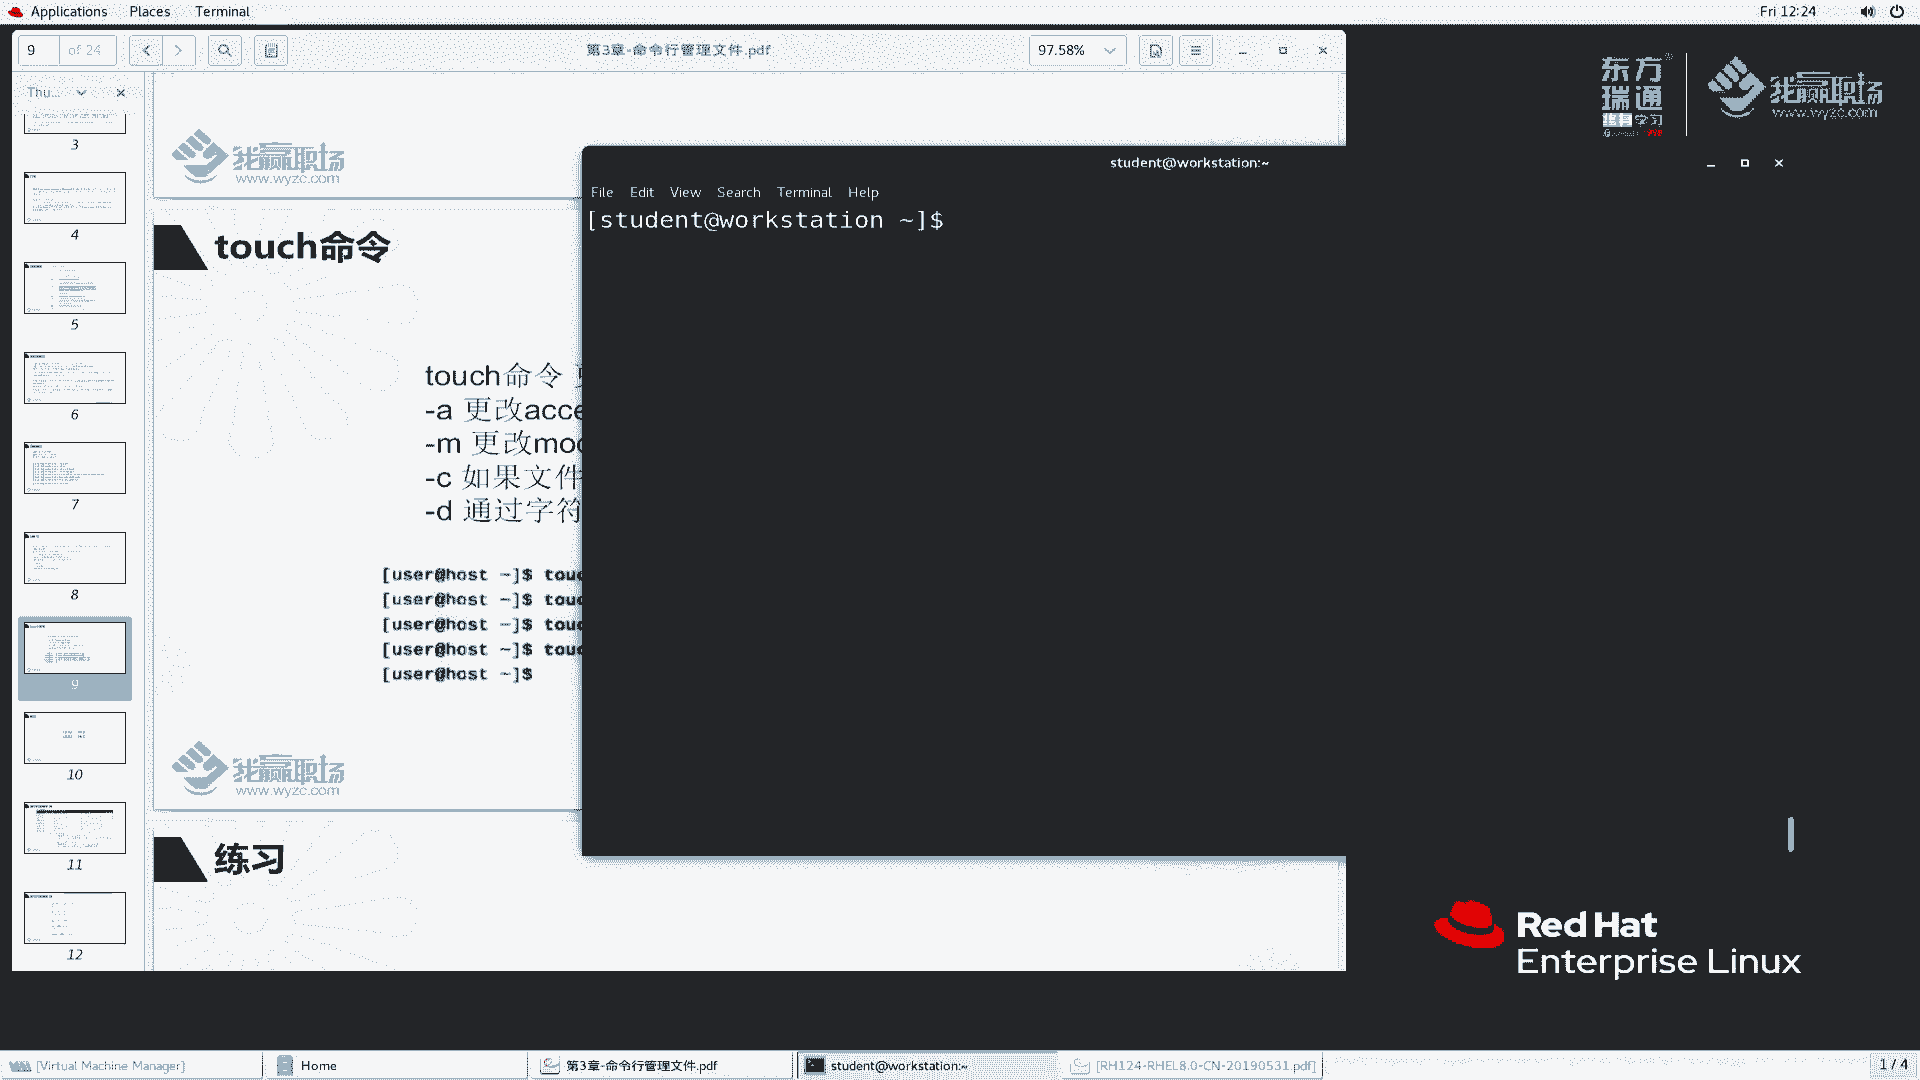 Applications Places Terminal
Fri 12:24
9 of 24
第3章-命令行管理文件.pdf
97.58%
Thu...
3
4
5
6
7
8
9
10
11
12
我赢职场
www.wyzc.com
touch命令
touch命令
-a 更改acce
-m 更改mod
-c 如果文件
-d 通过字符
[user@host ~]$ touc
[user@host ~]$ touc
[user@host ~]$ touc
[user@host ~]$ touc
[user@host ~]$
我赢职场
www.wyzc.com
练习
student@workstation:~
File Edit View Search Terminal Help
[student@workstation ~]$
东方
瑞通
学习
我赢职场
www.wyzc.com
Red Hat
Enterprise Linux
[Virtual Machine Manager]
Home
第3章-命令行管理文件.pdf
student@workstation:~
[RH124-RHEL8.0-CN-20190531.pdf]
1 / 4